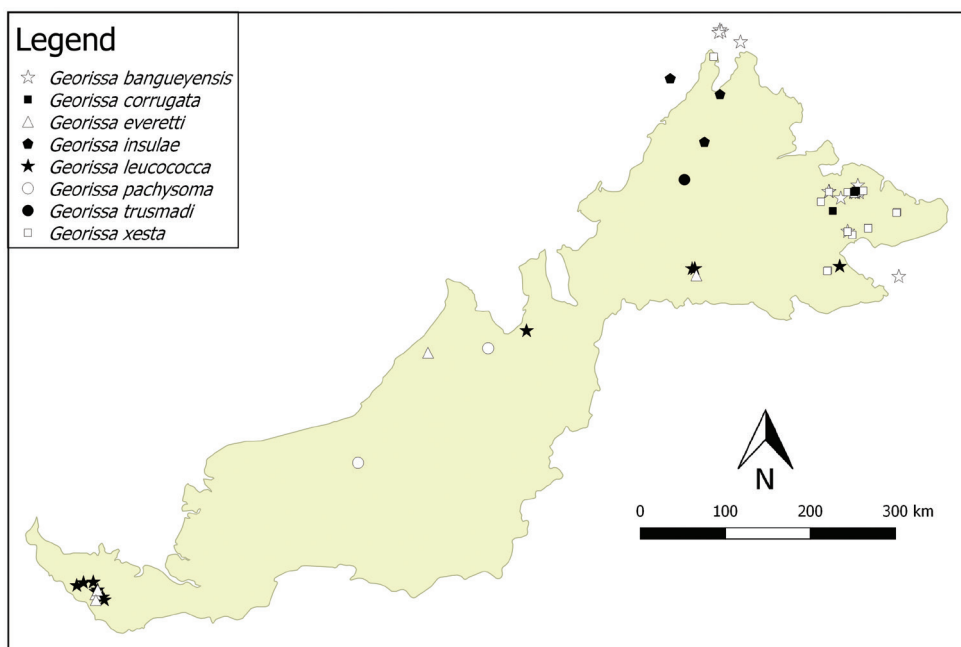 Legend
Georissa bangueyensis
Georissa corrugata
Georissa everetti
Georissa insulae
Georissa leucococca
Georissa pachysoma
Georissa trusmadi
Georissa xesta
N
0 100 200 300 km